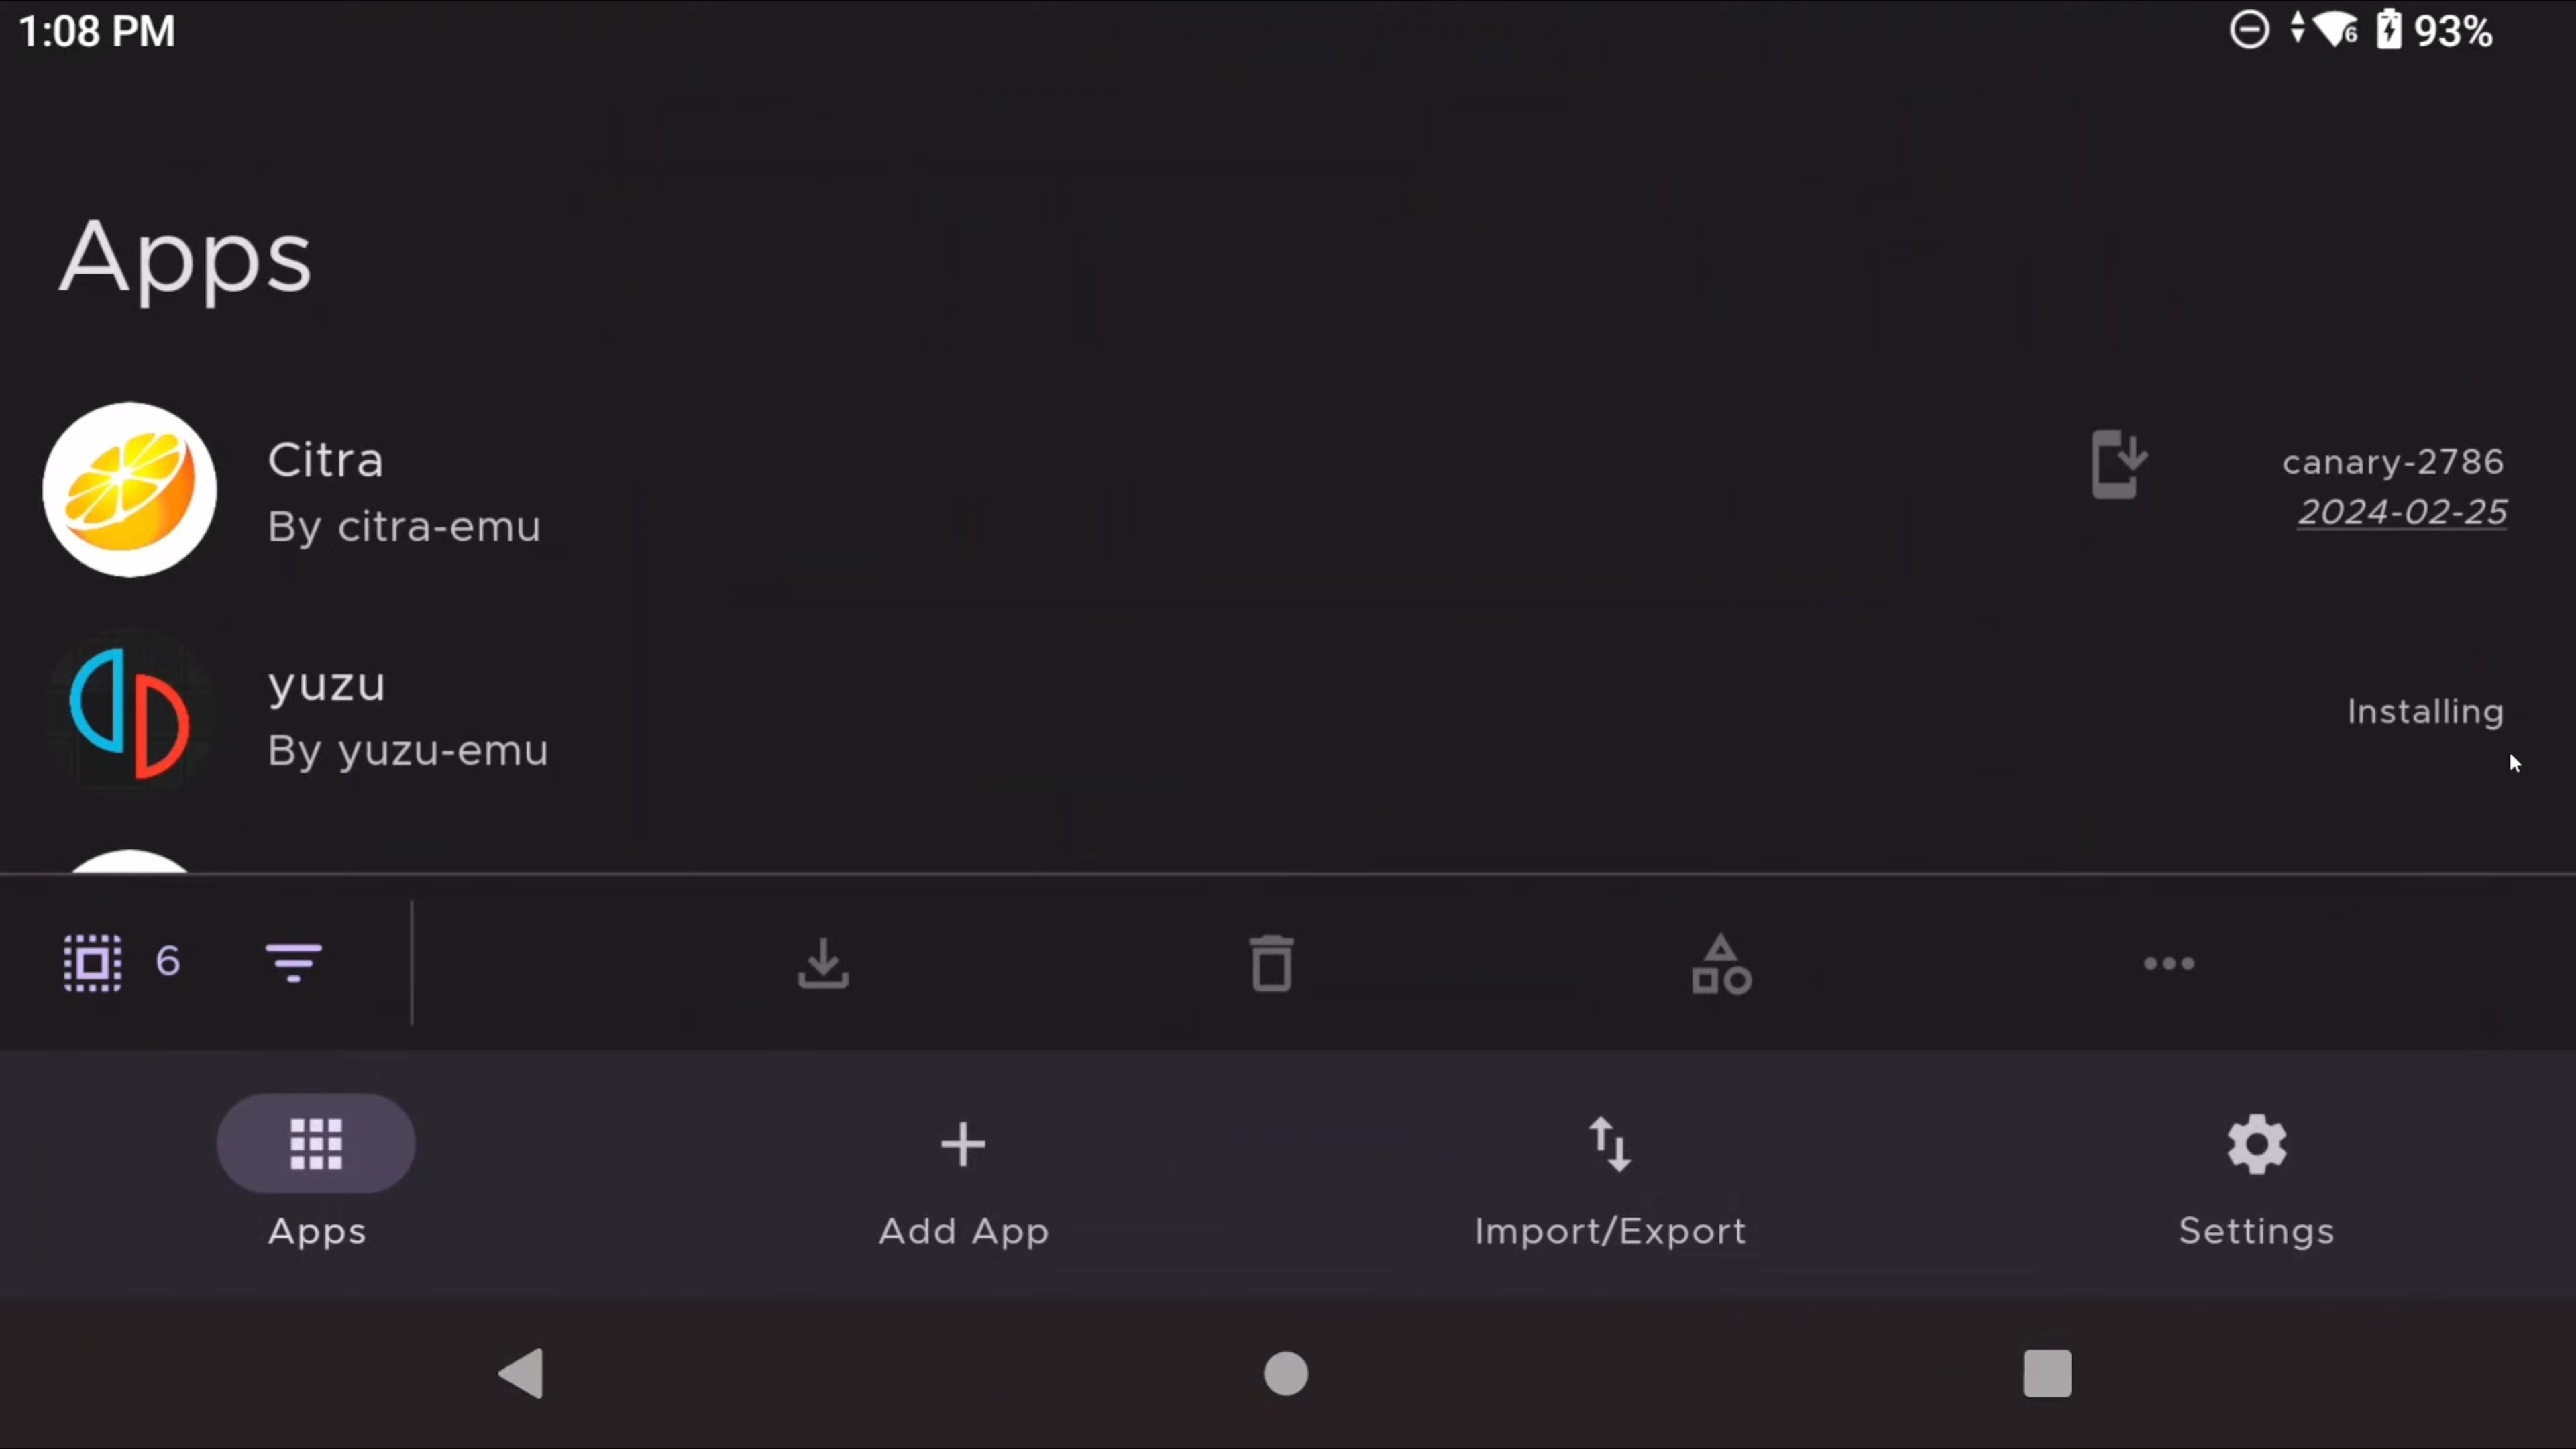 1:08 PM
6
93%
Apps
Citra
canary-2786
By citra-emu
2024-02-25
yuzu
Installing
By yuzu-emu
6
Apps
Add App
Import/Export
Settings